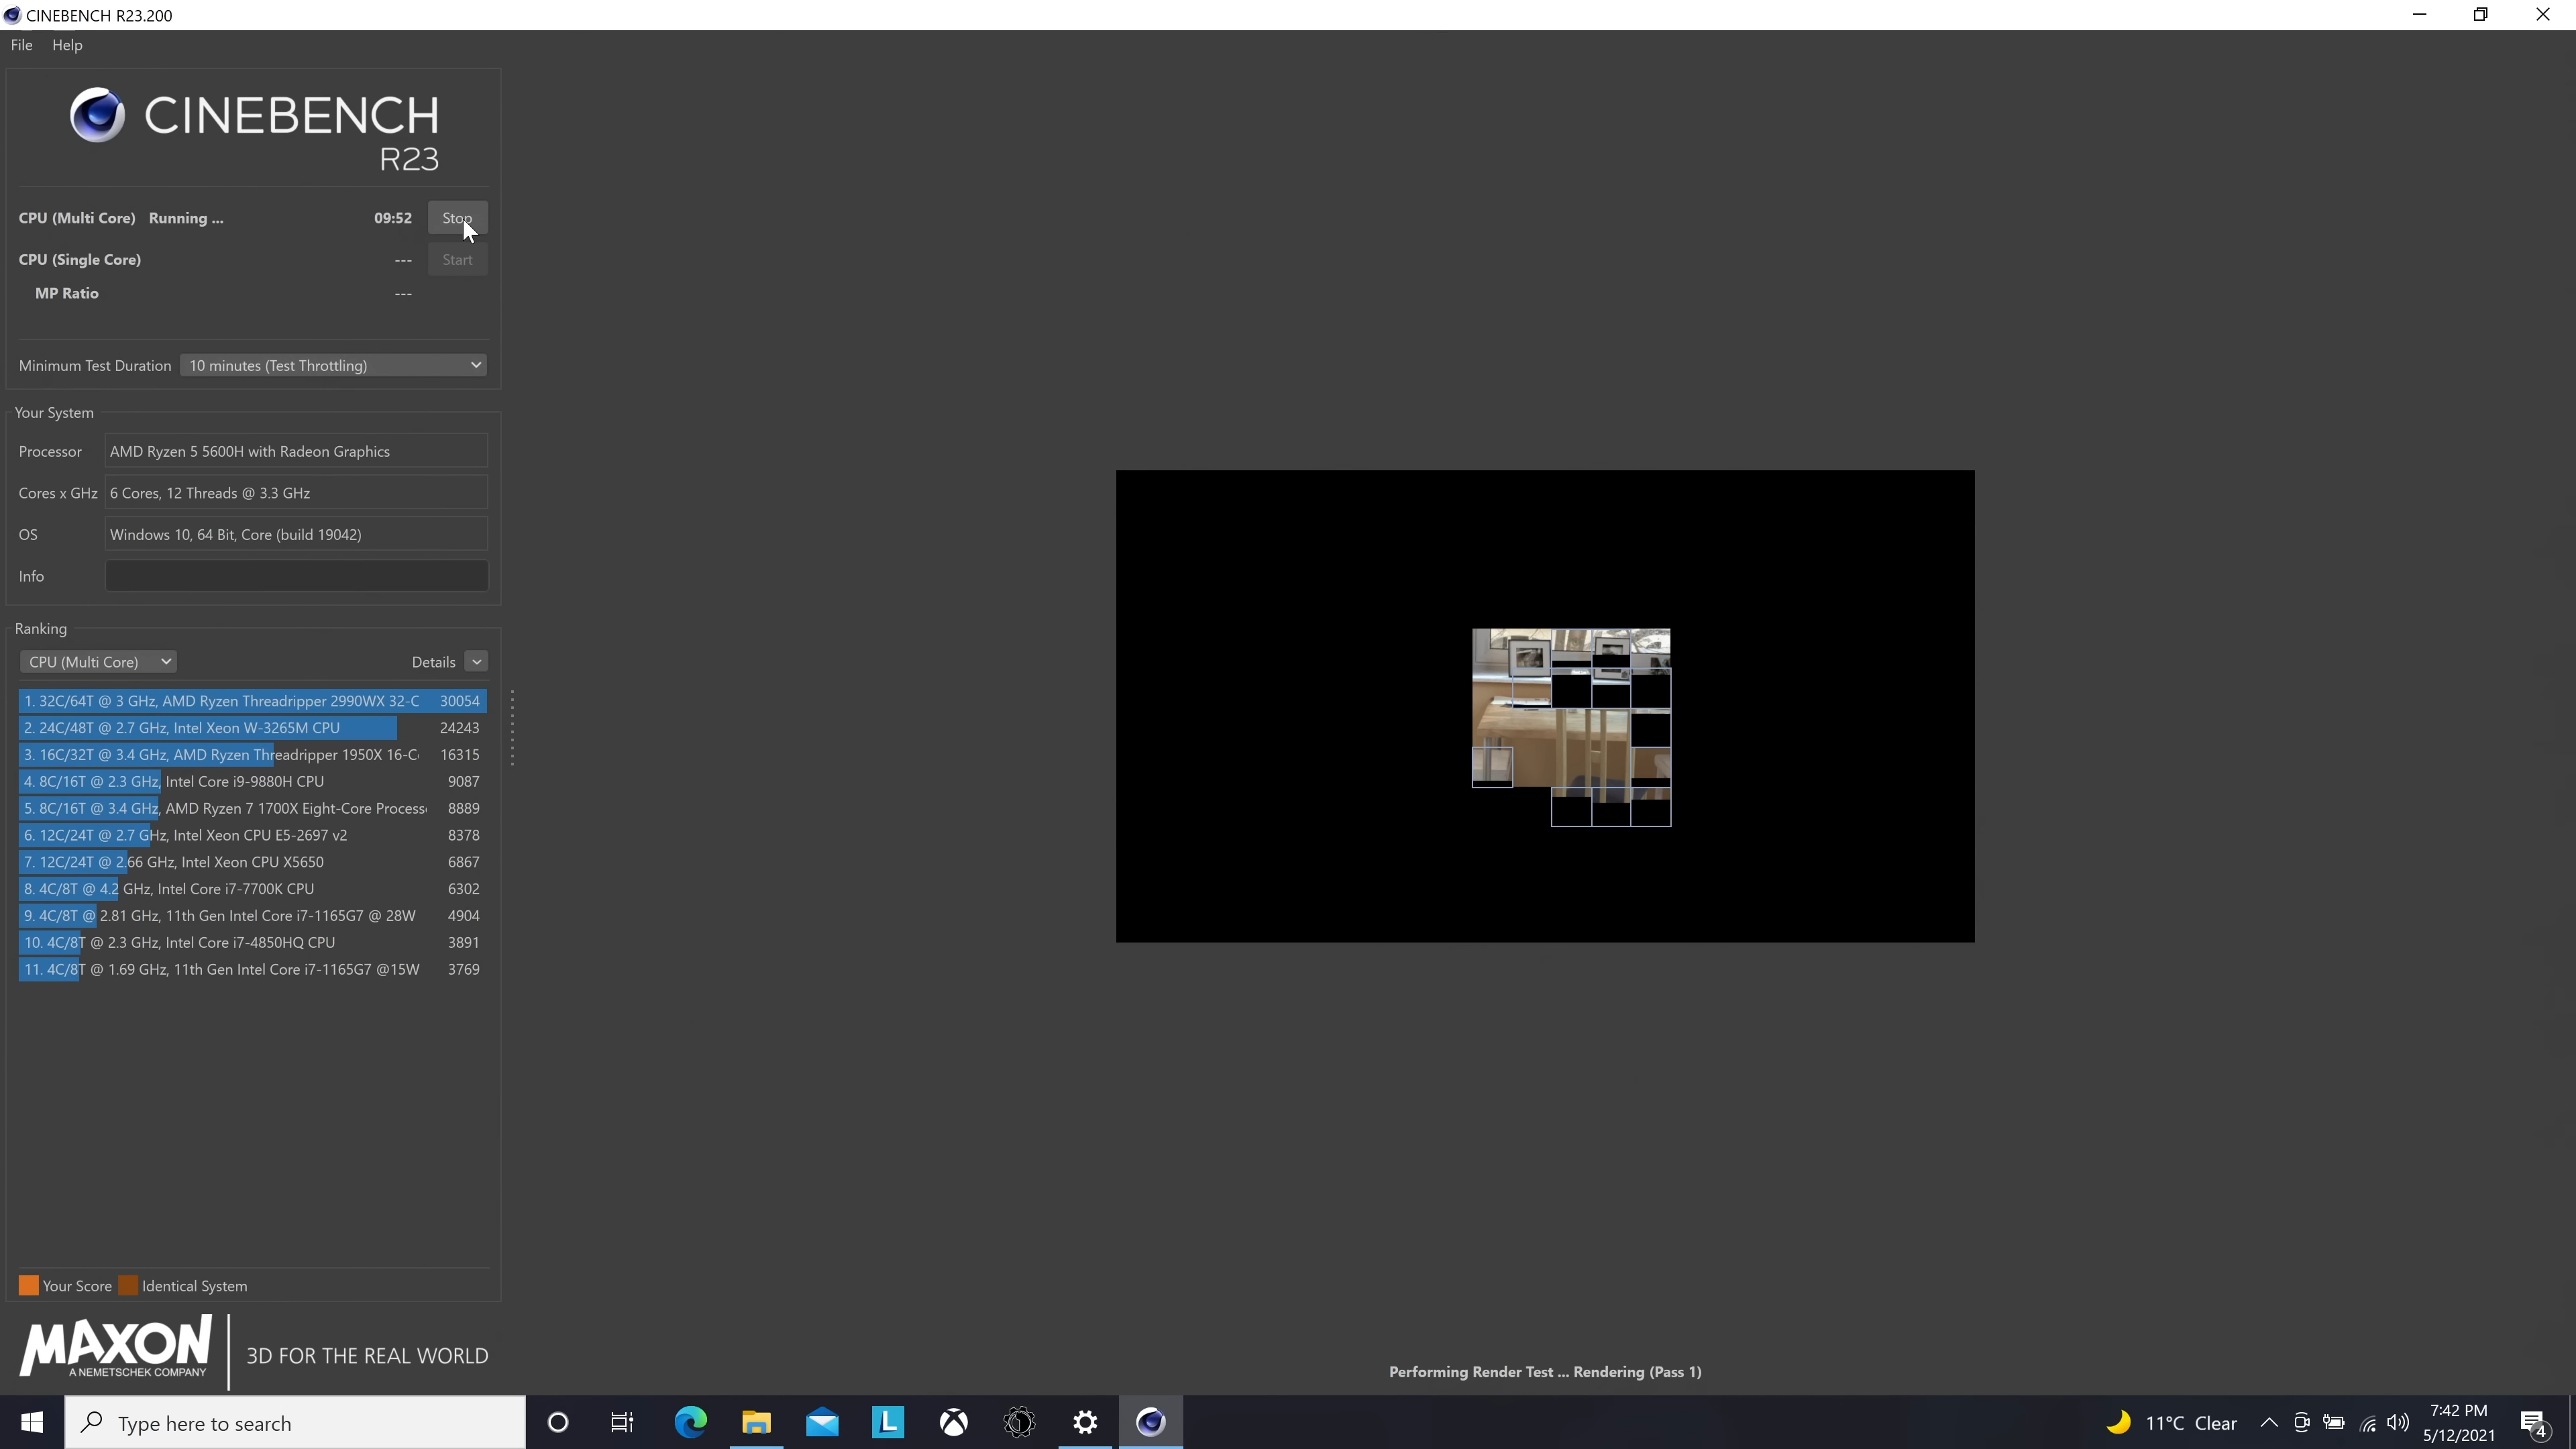 CINEBENCH R23.200
File Help
CINEBENCH
R23
CPU (Multi Core) Running ... 09:52 Stop
CPU (Single Core) --- Start
MP Ratio ---
Minimum Test Duration 10 minutes (Test Throttling)
Your System
Processor AMD Ryzen 5 5600H with Radeon Graphics
Cores x GHz 6 Cores, 12 Threads @ 3.3 GHz
OS Windows 10, 64 Bit, Core (build 19042)
Info
Ranking
CPU (Multi Core) Details
1. 32C/64T @ 3 GHz, AMD Ryzen Threadripper 2990WX 32-C 30054
2. 24C/48T @ 2.7 GHz, Intel Xeon W-3265M CPU 24243
3. 16C/32T @ 3.4 GHz, AMD Ryzen Threadripper 1950X 16-C 16315
4. 8C/16T @ 2.3 GHz, Intel Core i9-9880H CPU 9087
5. 8C/16T @ 3.4 GHz, AMD Ryzen 7 1700X Eight-Core Process 8889
6. 12C/24T @ 2.7 GHz, Intel Xeon CPU E5-2697 v2 8378
7. 12C/24T @ 2.66 GHz, Intel Xeon CPU X5650 6867
8. 4C/8T @ 4.2 GHz, Intel Core i7-7700K CPU 6302
9. 4C/8T @ 2.81 GHz, 11th Gen Intel Core i7-1165G7 @ 28W 4904
10. 4C/8T @ 2.3 GHz, Intel Core i7-4850HQ CPU 3891
11. 4C/8T @ 1.69 GHz, 11th Gen Intel Core i7-1165G7 @15W 3769
Your Score Identical System
MAXON
A NEMETSCHEK COMPANY
3D FOR THE REAL WORLD
Performing Render Test ... Rendering (Pass 1)
Type here to search
L
11°C Clear
7:42 PM
5/12/2021
4